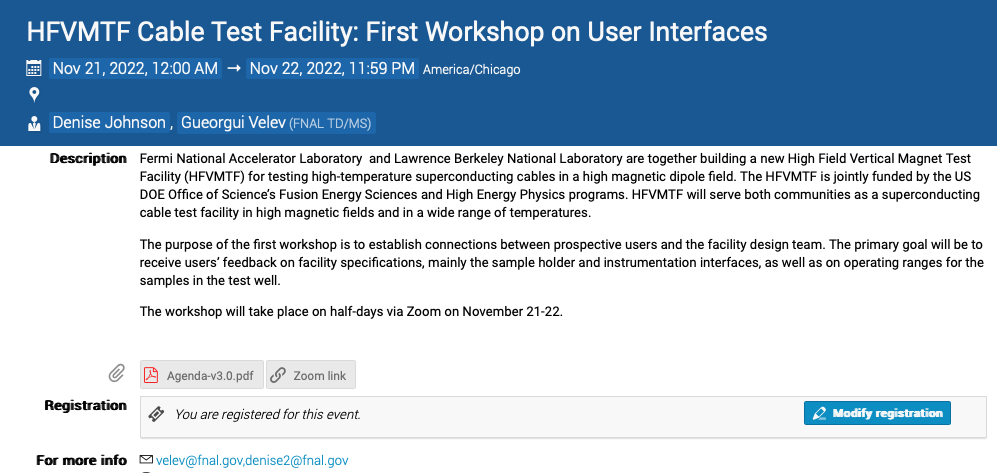 HFVMTF Cable Test Facility: First Workshop on User Interfaces
Nov 21, 2022, 12:00 AM → Nov 22, 2022, 11:59 PM America/Chicago
Denise Johnson , Gueorgui Velev (FNAL TD/MS)
Description Fermi National Accelerator Laboratory and Lawrence Berkeley National Laboratory are together building a new High Field Vertical Magnet Test
Facility (HFVMTF) for testing high-temperature superconducting cables in a high magnetic dipole field. The HFVMTF is jointly funded by the US
DOE Office of Science's Fusion Energy Sciences and High Energy Physics programs. HFVMTF will serve both communities as a superconducting
cable test facility in high magnetic fields and in a wide range of temperatures.
The purpose of the first workshop is to establish connections between prospective users and the facility design team. The primary goal will be to
receive users' feedback on facility specifications, mainly the sample holder and instrumentation interfaces, as well as on operating ranges for the
samples in the test well.
The workshop will take place on half-days via Zoom on November 21-22.
Agenda-v3.0.pdf Zoom link
Registration You are registered for this event. Modify registration
For more info velev@fnal.gov,denise2@fnal.gov